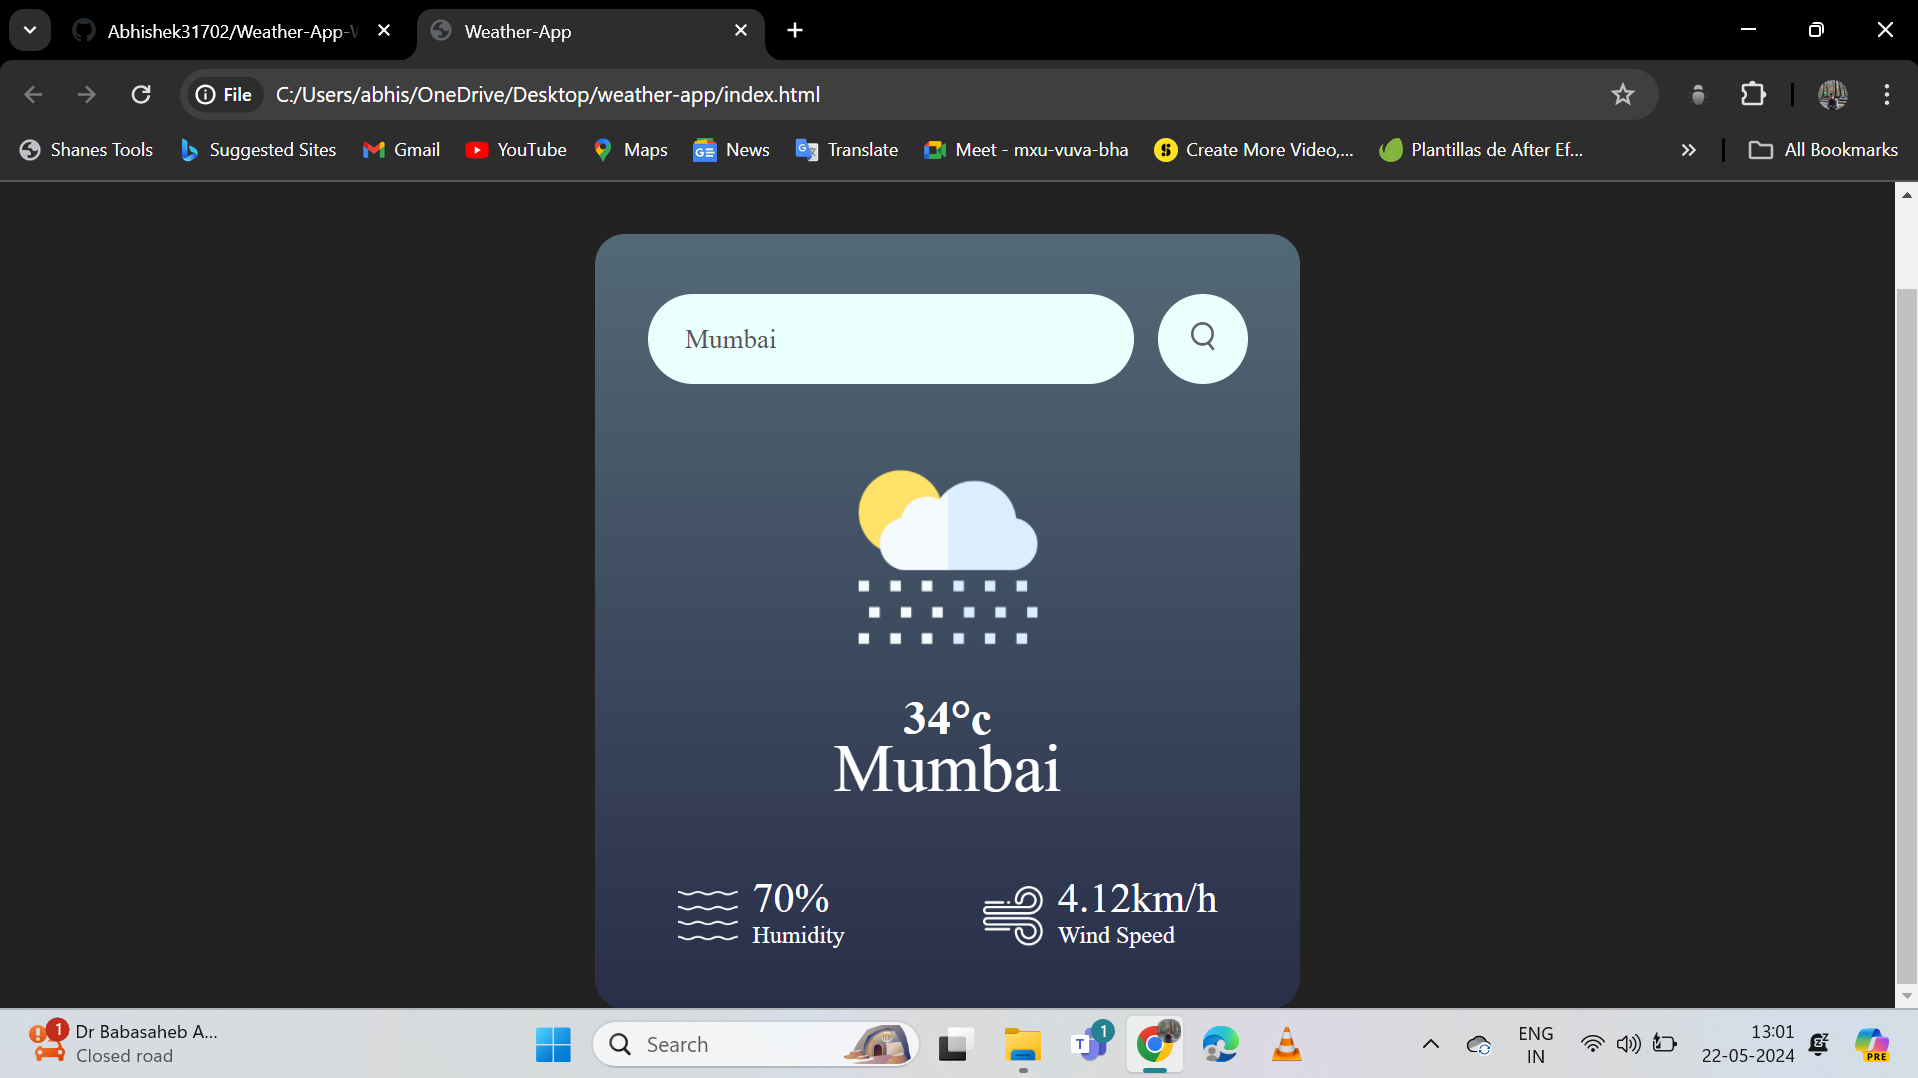 Abhishek31702/Weather-App-W
Weather-App
File
C:/Users/abhis/OneDrive/Desktop/weather-app/index.html
Shanes Tools
Suggested Sites
Gmail
YouTube
Maps
News
Translate
Meet - mxu-vuva-bha
Create More Video,...
Plantillas de After Ef...
All Bookmarks
Mumbai
34°c
Mumbai
70%
Humidity
4.12km/h
Wind Speed
1
Dr Babasaheb A...
Closed road
Search
1
ENG
IN
13:01
22-05-2024
PRE